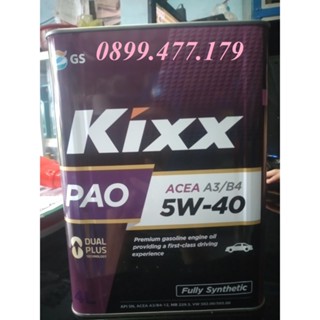 0899.477.179
GS
Kixx
PAO
ACEA A3/B4
5W-40
DUAL
PLUS
TECHNOLOGY
Premium gasoline engine oil
providing a first-class driving
experience
Fully Synthetic